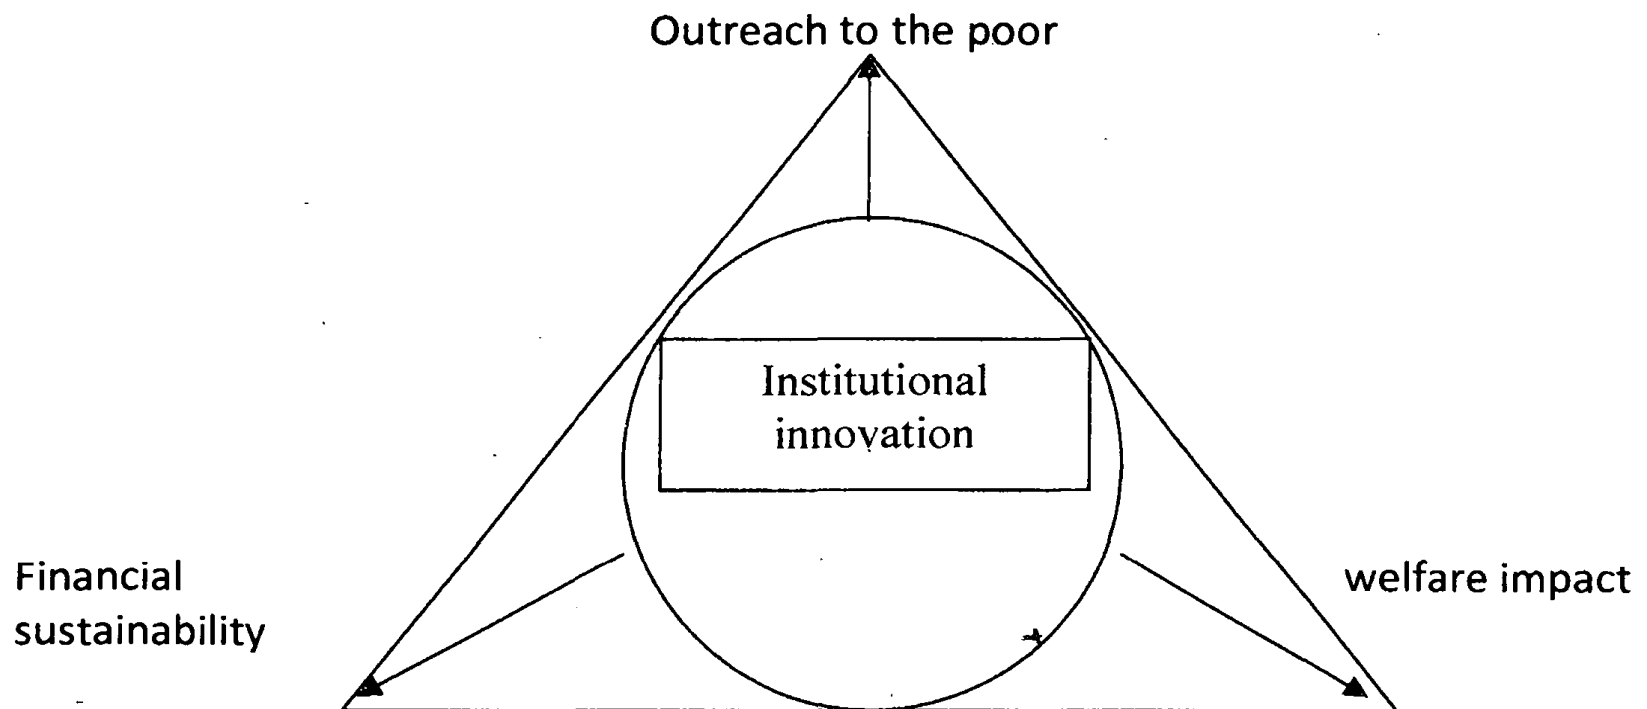 Outreach to the poor
Institutional
innovation
Financial
sustainability
welfare impact